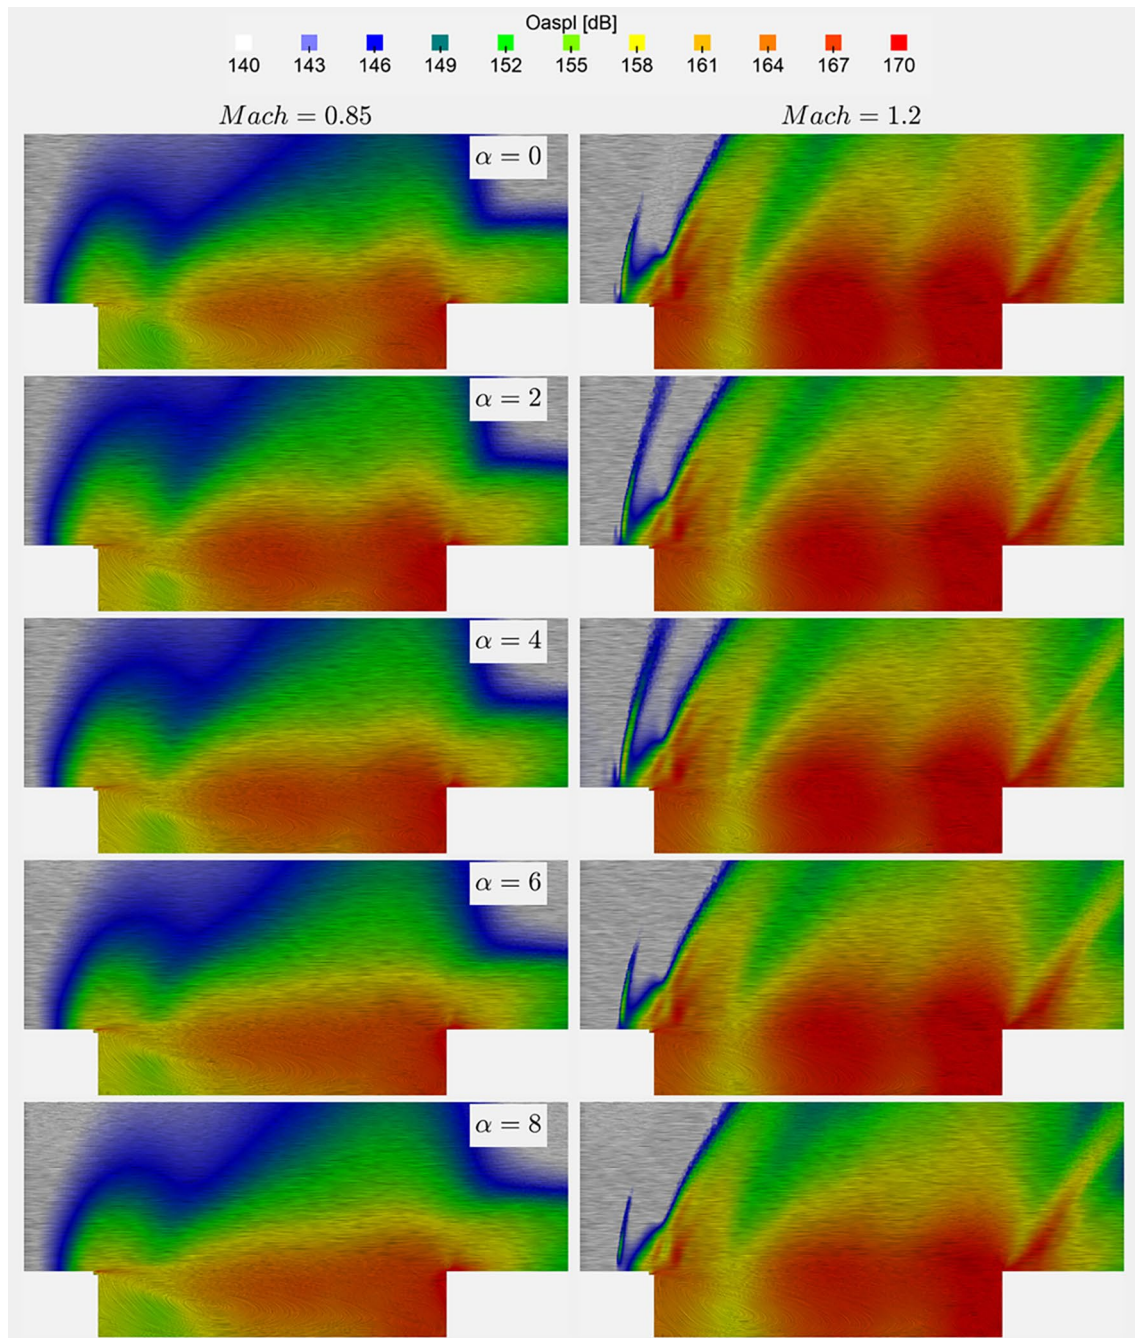 Oaspl [dB]
140 143 146 149 152 155 158 161 164 167 170
Mach = 0.85 Mach = 1.2
α = 0
α = 2
α = 4
α = 6
α = 8